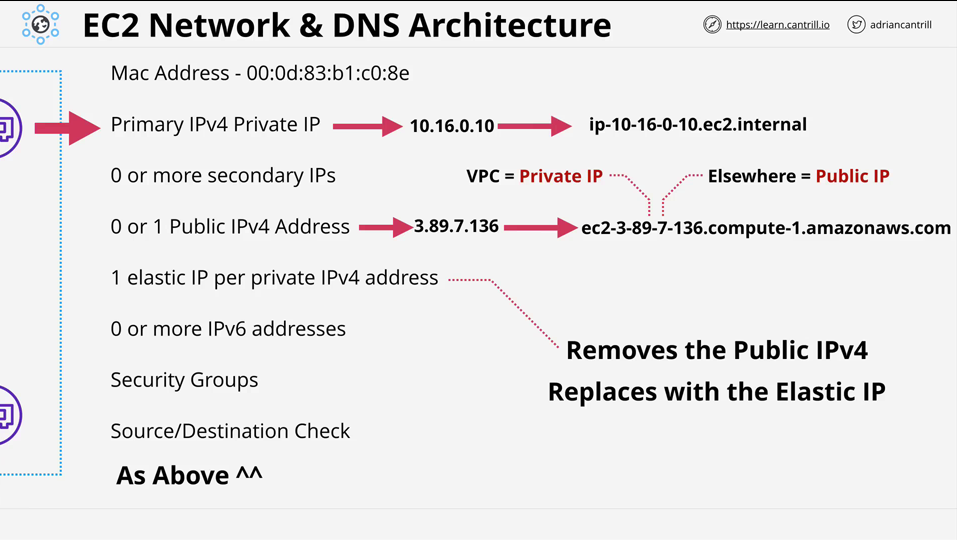 EC2 Network & DNS Architecture
https://learn.cantrill.io
adriancantrill
Mac Address - 00:0d:83:b1:c0:8e
Primary IPv4 Private IP
10.16.0.10
ip-10-16-0-10.ec2.internal
0 or more secondary IPs
VPC = Private IP
Elsewhere = Public IP
0 or 1 Public IPv4 Address
3.89.7.136
ec2-3-89-7-136.compute-1.amazonaws.com
1 elastic IP per private IPv4 address
0 or more IPv6 addresses
Removes the Public IPv4
Replaces with the Elastic IP
Security Groups
Source/Destination Check
As Above ^^